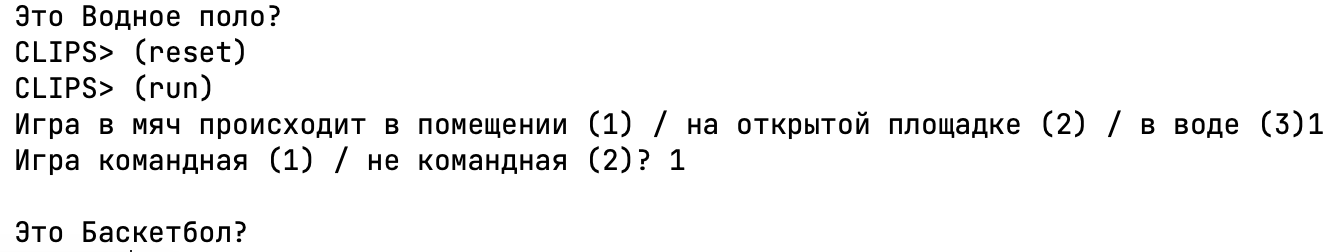 Это Водное поло?
CLIPS> (reset)
CLIPS> (run)
Игра в мяч происходит в помещении (1) / на открытой площадке (2) / в воде (3)1
Игра командная (1) / не командная (2)? 1
Это Баскетбол?